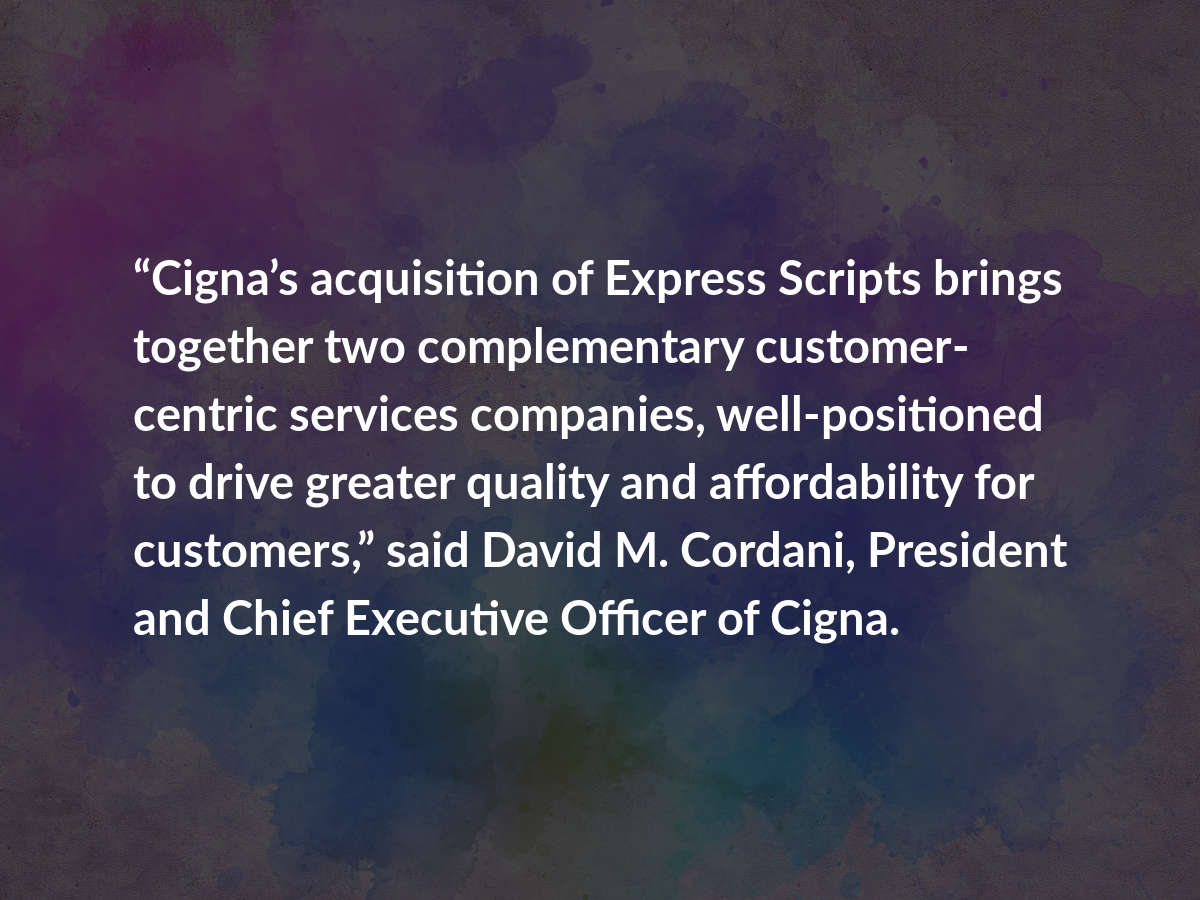 “Cigna’s acquisition of Express Scripts brings
together two complementary customer-
centric services companies, well-positioned
to drive greater quality and affordability for
customers,” said David M. Cordani, President
and Chief Executive Officer of Cigna.